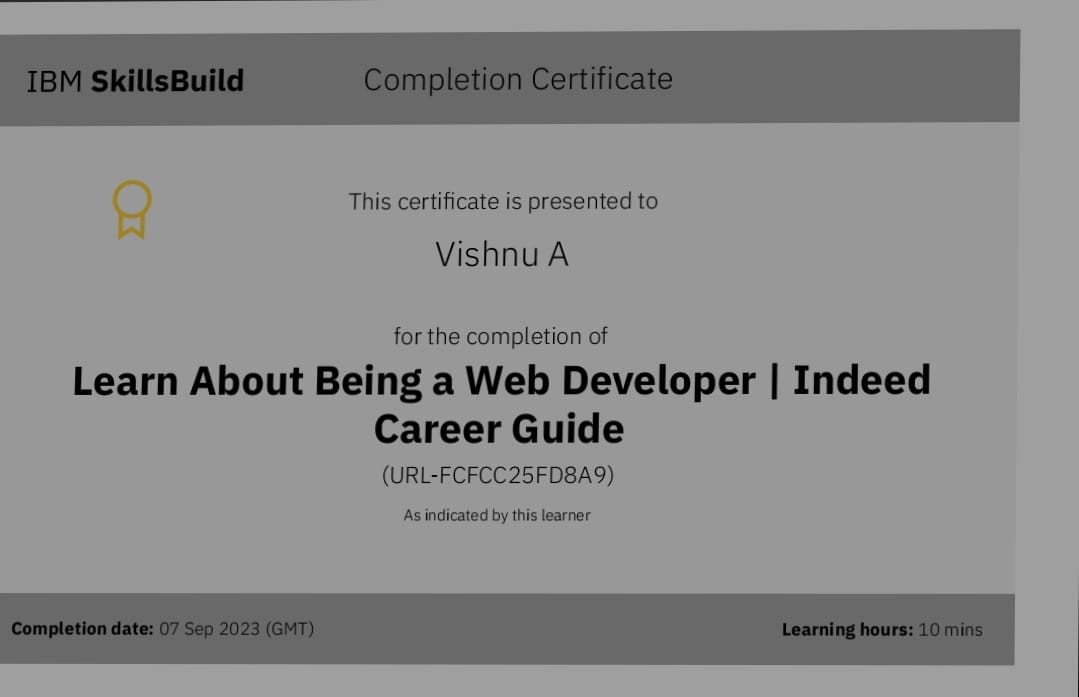 IBM SkillsBuild
Completion Certificate
This certificate is presented to
Vishnu A
for the completion of
Learn About Being a Web Developer | Indeed
Career Guide
(URL-FCFCC25FD8A9)
As indicated by this learner
Completion date: 07 Sep 2023 (GMT)
Learning hours: 10 mins